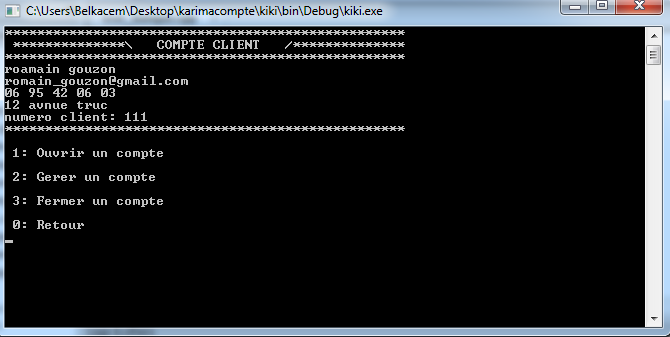 C:\Users\Belkacem\Desktop\karimacompte\kiki\bin\Debug\kiki.exe
**************************************************
**************\ COMPTE CLIENT /**************
**************************************************
roamain gouzon
romain_gouzon@gmail.com
06 95 42 06 03
12 avnue truc
numero client: 111
**************************************************
1: Ouvrir un compte
2: Gerer un compte
3: Fermer un compte
0: Retour